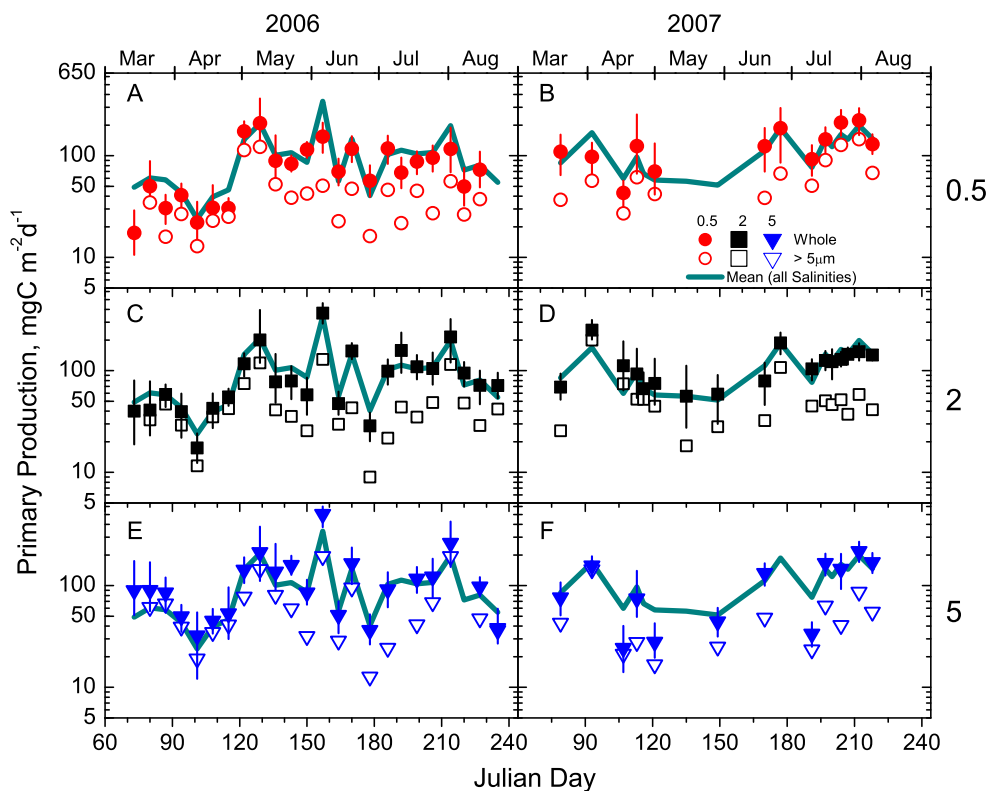 2006 2007
Mar Apr May Jun Jul Aug Mar Apr May Jun Jul Aug
650
A B
100
50
0.5
0.5 2 5
Whole
> 5μm
Mean (all Salinities)
10
5
C D
100
50
2
10
5
E F
100
50
5
10
5
60 90 120 150 180 210 240 90 120 150 180 210 240
Primary Production, mgC m⁻²d⁻¹
Julian Day